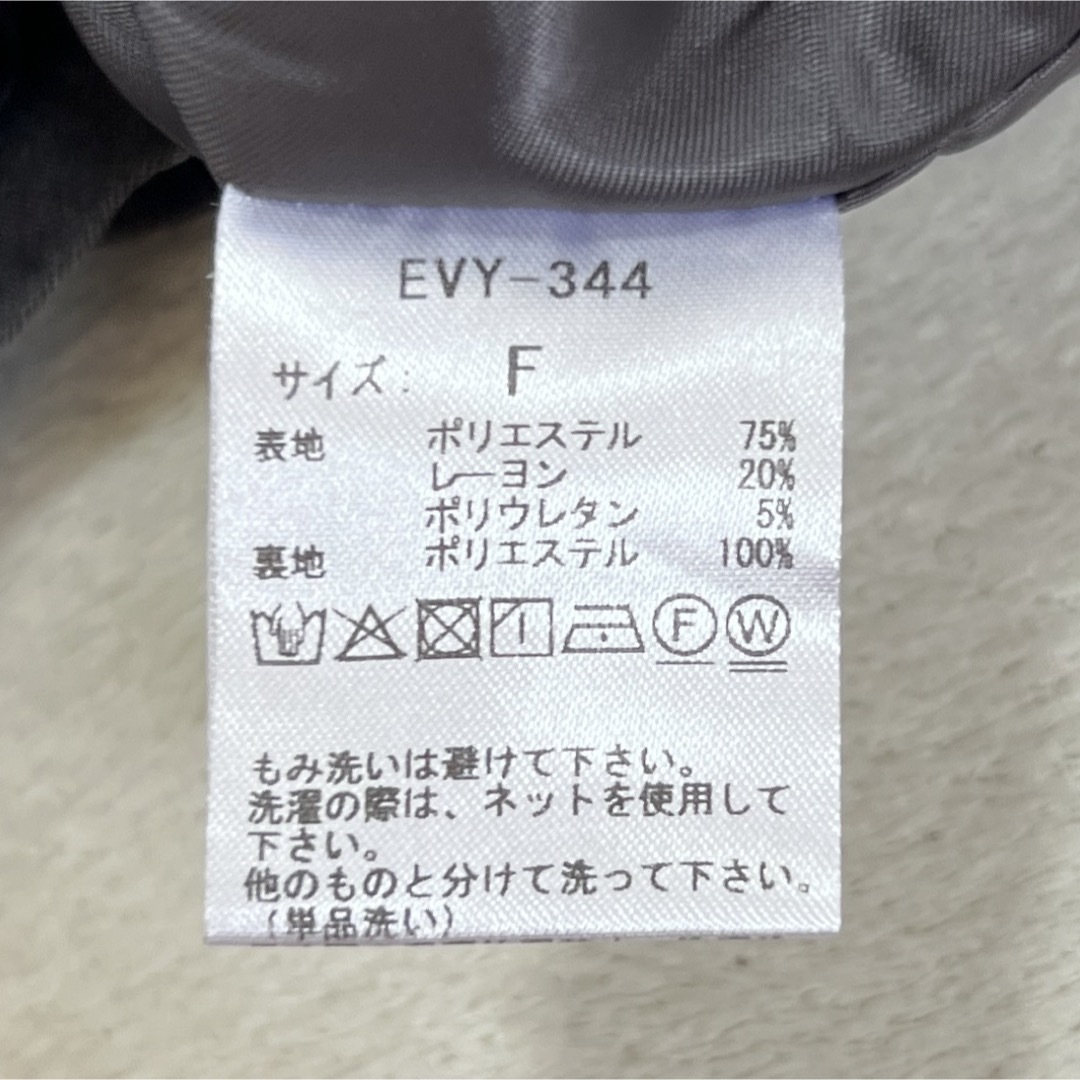 EVY-344
サイズ: F
表地 ポリエステル 75%
レーヨン 20%
ポリウレタン 5%
裏地 ポリエステル 100%
F W
もみ洗いは避けて下さい。
洗濯の際は、ネットを使用して
下さい。
他のものと分けて洗って下さい。
(単品洗い)